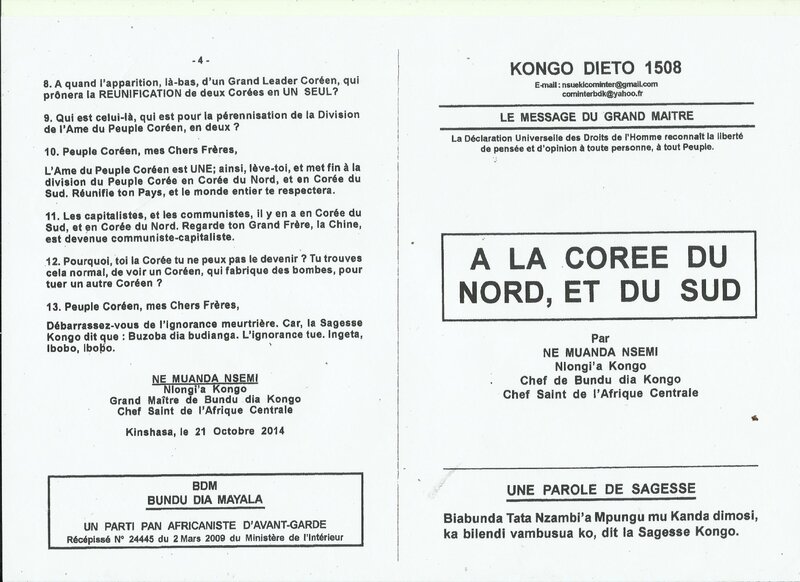 - 4 -
8. A quand l'apparition, là-bas, d'un Grand Leader Coréen, qui
prônera la REUNIFICATION de deux Corées en UN SEUL?
9. Qui est celui-là, qui est pour la pérennisation de la Division
de l'Ame du Peuple Coréen, en deux ?
10. Peuple Coréen, mes Chers Frères,
L'Ame du Peuple Coréen est UNE; ainsi, lève-toi, et met fin à la
division du Peuple Corée en Corée du Nord, et en Corée du
Sud. Réunifie ton Pays, et le monde entier te respectera.
11. Les capitalistes, et les communistes, il y en a en Corée du
Sud, et en Corée du Nord. Regarde ton Grand Frère, la Chine,
est devenue communiste-capitaliste.
12. Pourquoi, toi la Corée tu ne peux pas le devenir ? Tu trouves
cela normal, de voir un Coréen, qui fabrique des bombes, pour
tuer un autre Coréen ?
13. Peuple Coréen, mes Chers Frères,
Débarrassez-vous de l'ignorance meurtrière. Car, la Sagesse
Kongo dit que : Buzoba dia budianga. L'ignorance tue. Ingeta,
Ibobo, Ibobo.
NE MUANDA NSEMI
Nlongi'a Kongo
Grand Maître de Bundu dia Kongo
Chef Saint de l'Afrique Centrale
Kinshasa, le 21 Octobre 2014
BDM
BUNDU DIA MAYALA
UN PARTI PAN AFRICANISTE D'AVANT-GARDE
Récépissé N° 24445 du 2 Mars 2009 du Ministère de l'Intérieur
KONGO DIETO 1508
E-mail : nsuekicominter@gmail.com
cominterbdk@yahoo.fr
LE MESSAGE DU GRAND MAITRE
La Déclaration Universelle des Droits de l'Homme reconnaît la liberté
de pensée et d'opinion à toute personne, à tout Peuple.
A LA COREE DU
NORD, ET DU SUD
Par
NE MUANDA NSEMI
Nlongi'a Kongo
Chef de Bundu dia Kongo
Chef Saint de l'Afrique Centrale
UNE PAROLE DE SAGESSE
Biabunda Tata Nzambi'a Mpungu mu Kanda dimosi,
ka bilendi vambusua ko, dit la Sagesse Kongo.